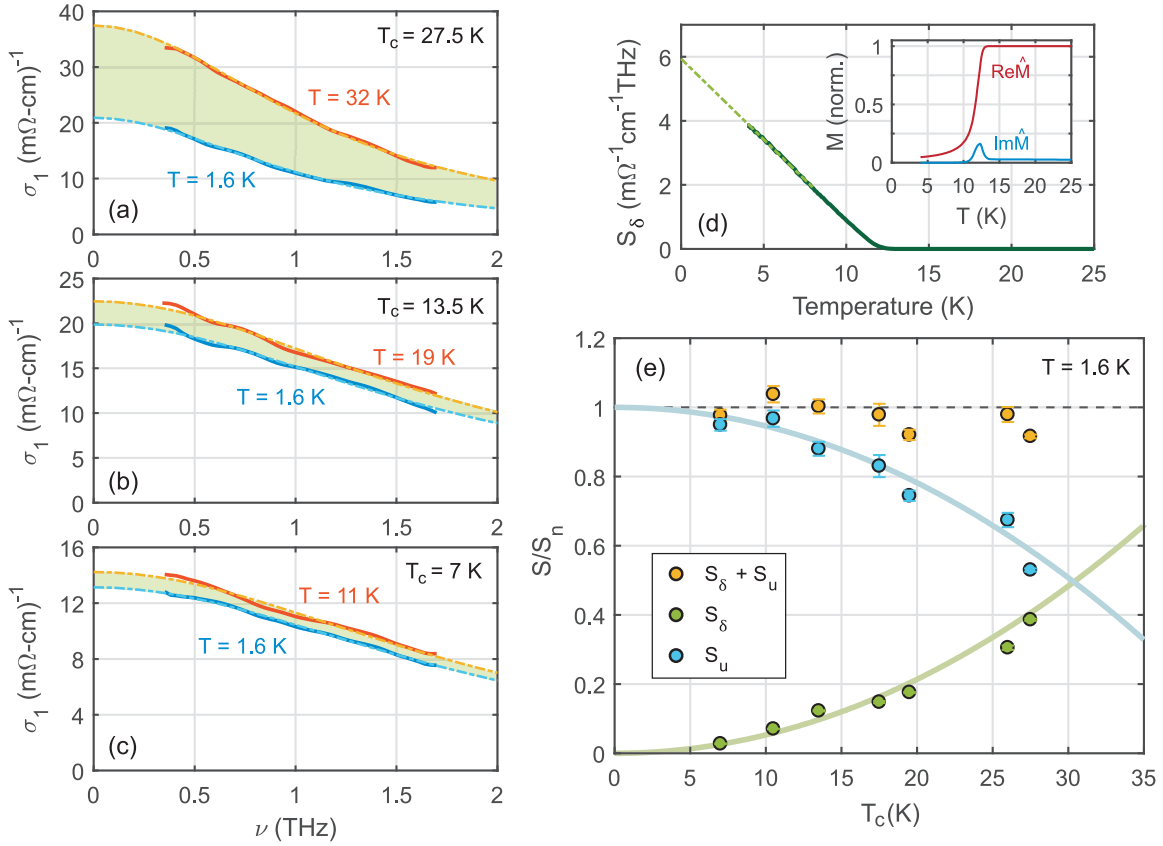 (a)
T_c = 27.5 K
T = 32 K
T = 1.6 K
σ_1 (mΩ-cm)^-1
0 10 20 30 40
0 0.5 1 1.5 2
(b)
T_c = 13.5 K
T = 19 K
T = 1.6 K
σ_1 (mΩ-cm)^-1
0 5 10 15 20 25
0 0.5 1 1.5 2
(c)
T_c = 7 K
T = 11 K
T = 1.6 K
σ_1 (mΩ-cm)^-1
0 4 8 12 16
0 0.5 1 1.5 2
ν (THz)
(d)
S_δ (mΩ^-1cm^-1THz)
0 2 4 6
0 5 10 15 20 25
Temperature (K)
M (norm.)
0 0.5 1
ReM̂
ImM̂
0 5 10 15 20 25
T (K)
(e)
T = 1.6 K
S/S_n
0 0.2 0.4 0.6 0.8 1 1.2
S_δ + S_u
S_δ
S_u
0 5 10 15 20 25 30 35
T_c(K)